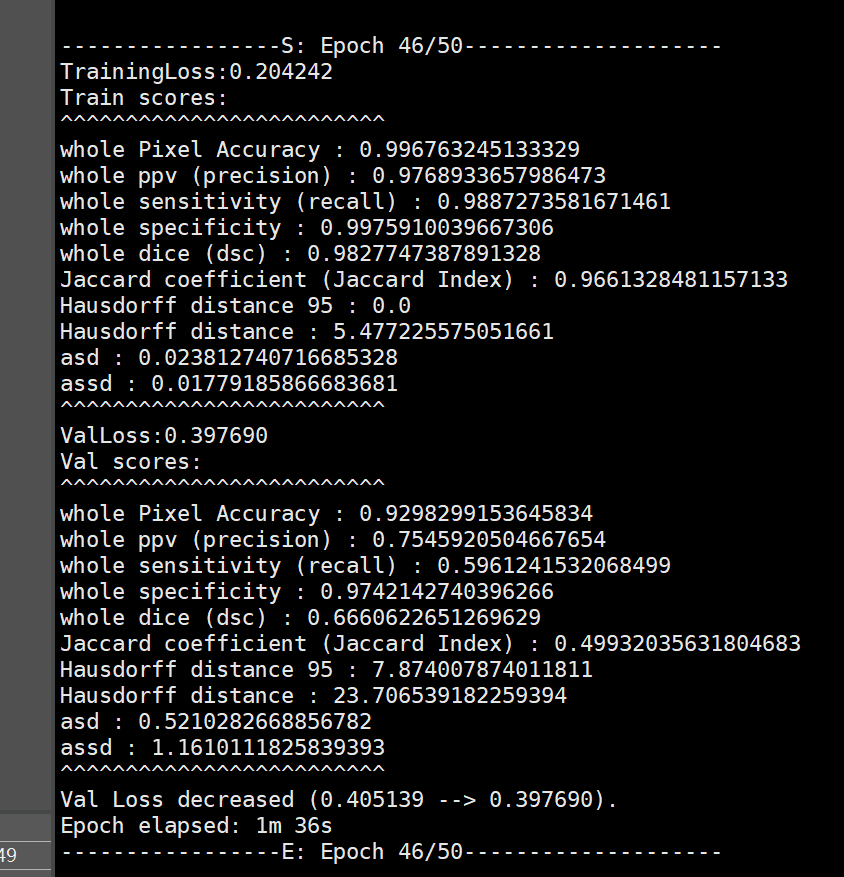 -----------------S: Epoch 46/50--------------------
TrainingLoss:0.204242
Train scores:
^^^^^^^^^^^^^^^^^^^^^^^^^
whole Pixel Accuracy : 0.996763245133329
whole ppv (precision) : 0.9768933657986473
whole sensitivity (recall) : 0.9887273581671461
whole specificity : 0.9975910039667306
whole dice (dsc) : 0.9827747387891328
Jaccard coefficient (Jaccard Index) : 0.9661328481157133
Hausdorff distance 95 : 0.0
Hausdorff distance : 5.477225575051661
asd : 0.023812740716685328
assd : 0.01779185866683681
^^^^^^^^^^^^^^^^^^^^^^^^^
ValLoss:0.397690
Val scores:
^^^^^^^^^^^^^^^^^^^^^^^^^
whole Pixel Accuracy : 0.9298299153645834
whole ppv (precision) : 0.7545920504667654
whole sensitivity (recall) : 0.5961241532068499
whole specificity : 0.9742142740396266
whole dice (dsc) : 0.6660622651269629
Jaccard coefficient (Jaccard Index) : 0.49932035631804683
Hausdorff distance 95 : 7.874007874011811
Hausdorff distance : 23.706539182259394
asd : 0.5210282668856782
assd : 1.1610111825839393
^^^^^^^^^^^^^^^^^^^^^^^^^
Val Loss decreased (0.405139 --> 0.397690).
Epoch elapsed: 1m 36s
-----------------E: Epoch 46/50--------------------
49